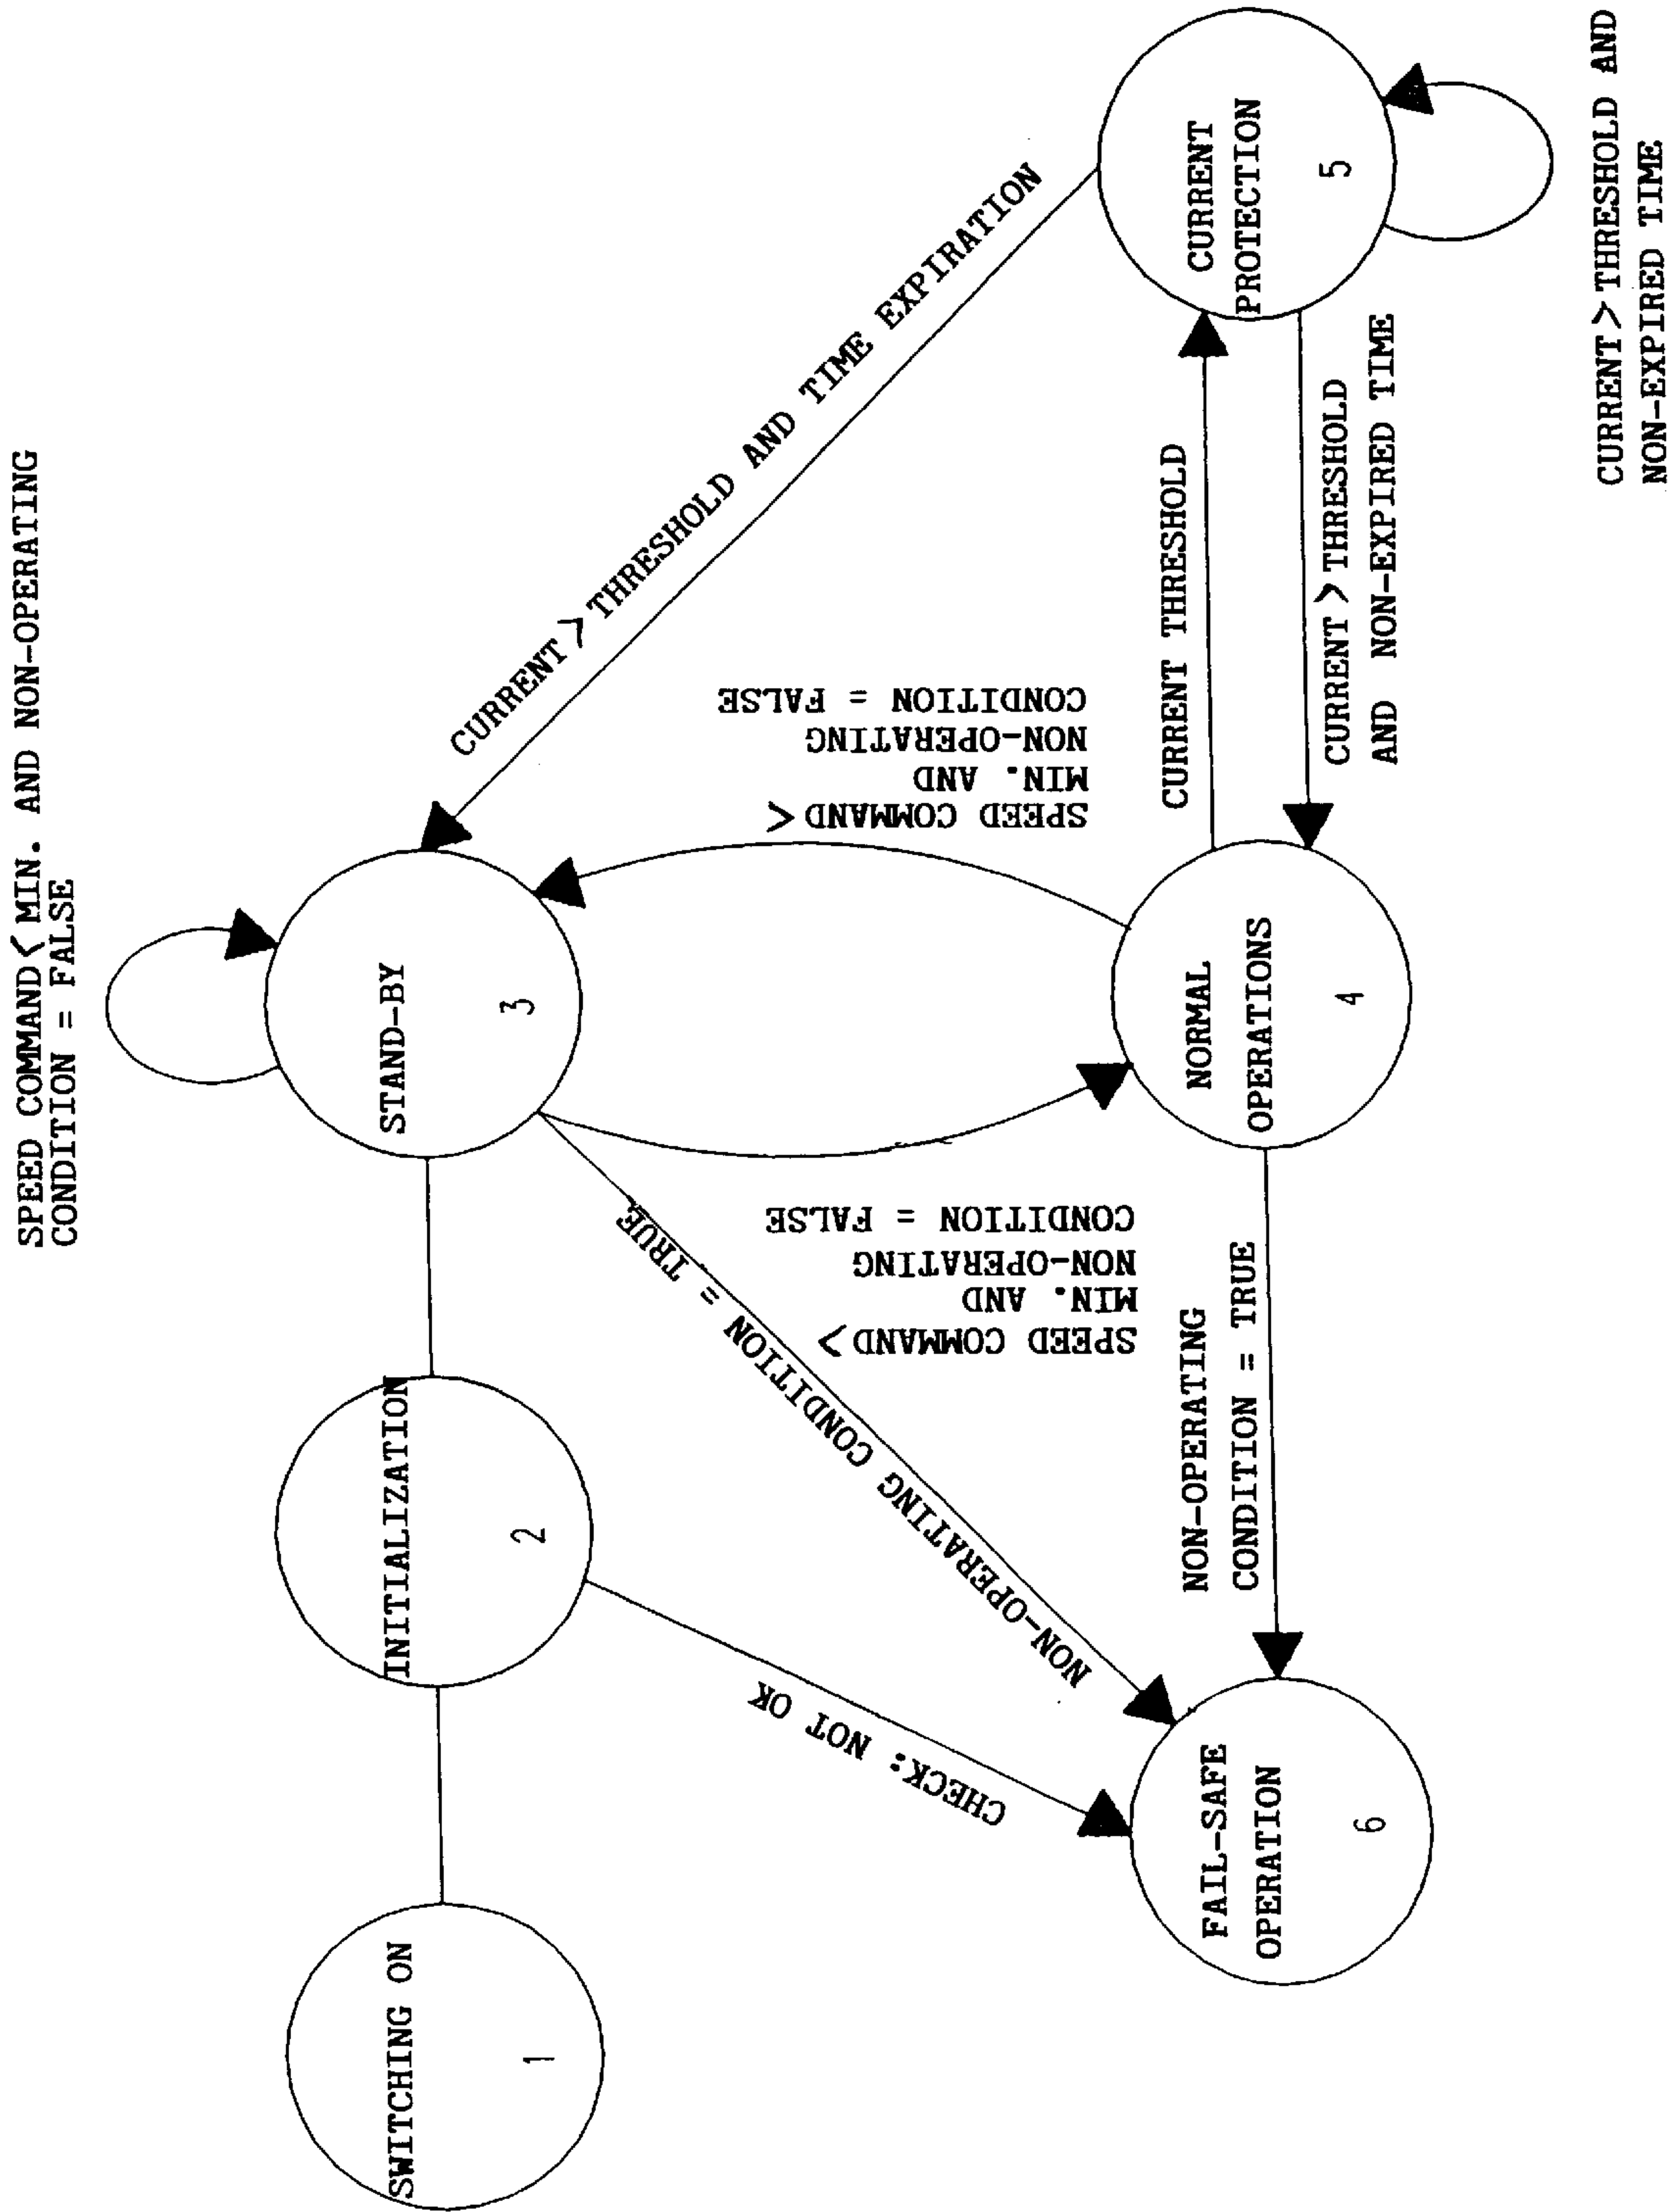 SPEED COMMAND < MIN. AND NON-OPERATING
CONDITION = FALSE
SWITCHING ON
1
INITIALIZATION
2
STAND-BY
3
CURRENT > THRESHOLD AND TIME EXPIRATION
CHECK: NOT OK
NON-OPERATING CONDITION = TRUE
SPEED COMMAND >
MIN. AND
NON-OPERATING
CONDITION = FALSE
SPEED COMMAND <
MIN. AND
NON-OPERATING
CONDITION = FALSE
FAIL-SAFE
OPERATION
6
NON-OPERATING
CONDITION = TRUE
NORMAL
OPERATIONS
4
CURRENT THRESHOLD
CURRENT > THRESHOLD
AND NON-EXPIRED TIME
CURRENT
PROTECTION
5
CURRENT > THRESHOLD AND
NON-EXPIRED TIME